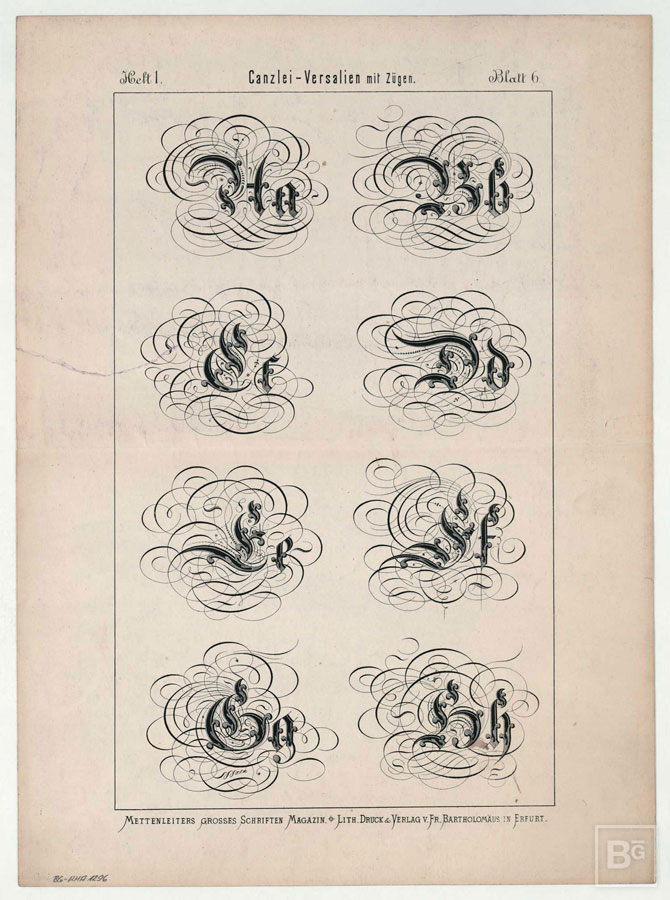 Heft 1. Canzlei-Versalien mit Zügen. Blatt 6.
Aa Bb
Cc Dd
Ee Ff
Gg Hh
METTENLEITERS GROSSES SCHRIFTEN MAGAZIN. LITH. DRUCK & VERLAG V. FR. BARTHOLOMÄUS IN ERFURT.
BG